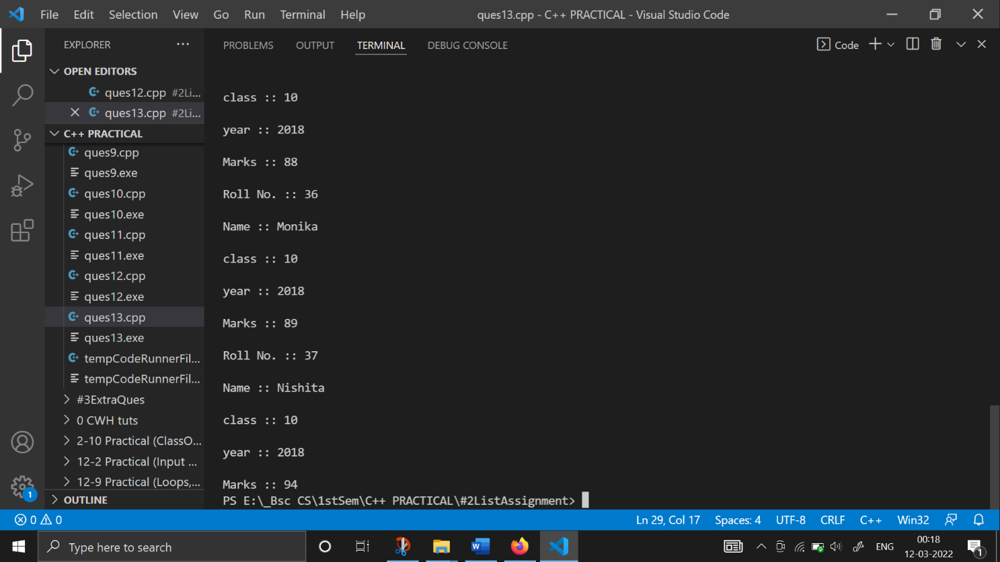 File Edit Selection View Go Run Terminal Help ques13.cpp - C++ PRACTICAL - Visual Studio Code
EXPLORER ...
OPEN EDITORS
ques12.cpp #2Li...
ques13.cpp #2Li...
C++ PRACTICAL
ques9.cpp
ques9.exe
ques10.cpp
ques10.exe
ques11.cpp
ques11.exe
ques12.cpp
ques12.exe
ques13.cpp
ques13.exe
tempCodeRunnerFil...
tempCodeRunnerFil...
#3ExtraQues
0 CWH tuts
2-10 Practical (ClassO...
12-2 Practical (Input ...
12-9 Practical (Loops,...
OUTLINE
1
PROBLEMS OUTPUT TERMINAL DEBUG CONSOLE Code
class :: 10
year :: 2018
Marks :: 88
Roll No. :: 36
Name :: Monika
class :: 10
year :: 2018
Marks :: 89
Roll No. :: 37
Name :: Nishita
class :: 10
year :: 2018
Marks :: 94
PS E:\_Bsc CS\1stSem\C++ PRACTICAL\#2ListAssignment>
0 0 Ln 29, Col 17 Spaces: 4 UTF-8 CRLF C++ Win32
Type here to search W ENG 00:18
12-03-2022 1